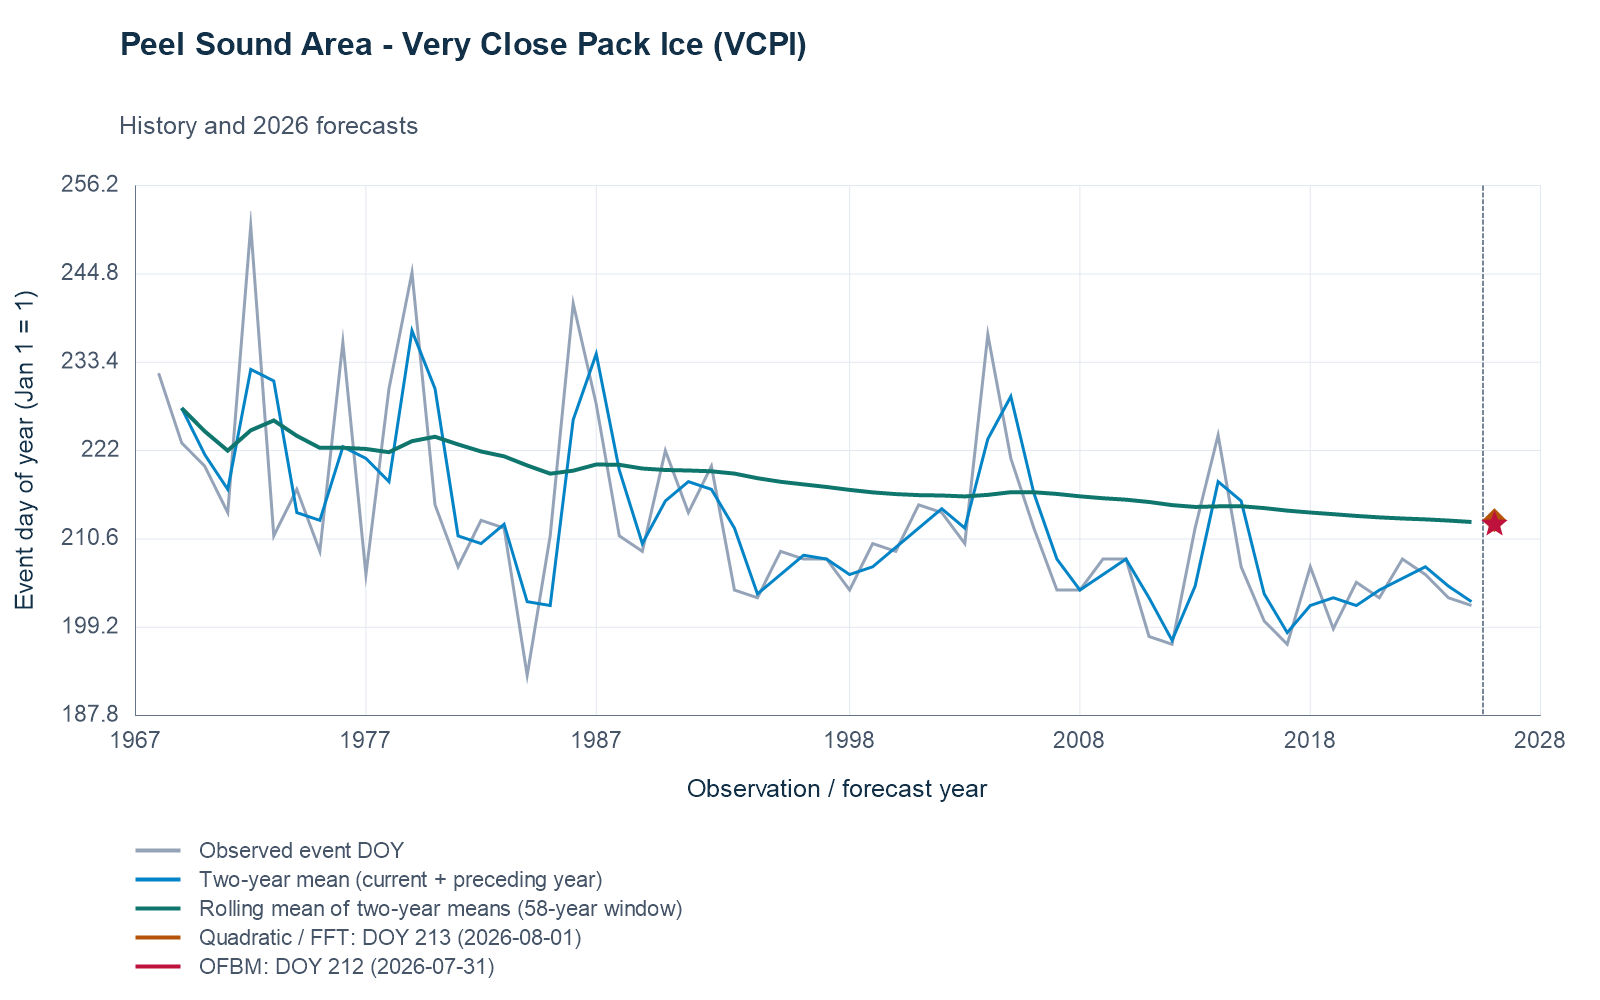 Peel Sound Area - Very Close Pack Ice (VCPI)
History and 2026 forecasts
256.2
244.8
233.4
222
210.6
199.2
187.8
Event day of year (Jan 1 = 1)
1967
1977
1987
1998
2008
2018
2028
Observation / forecast year
Observed event DOY
Two-year mean (current + preceding year)
Rolling mean of two-year means (58-year window)
Quadratic / FFT: DOY 213 (2026-08-01)
OFBM: DOY 212 (2026-07-31)